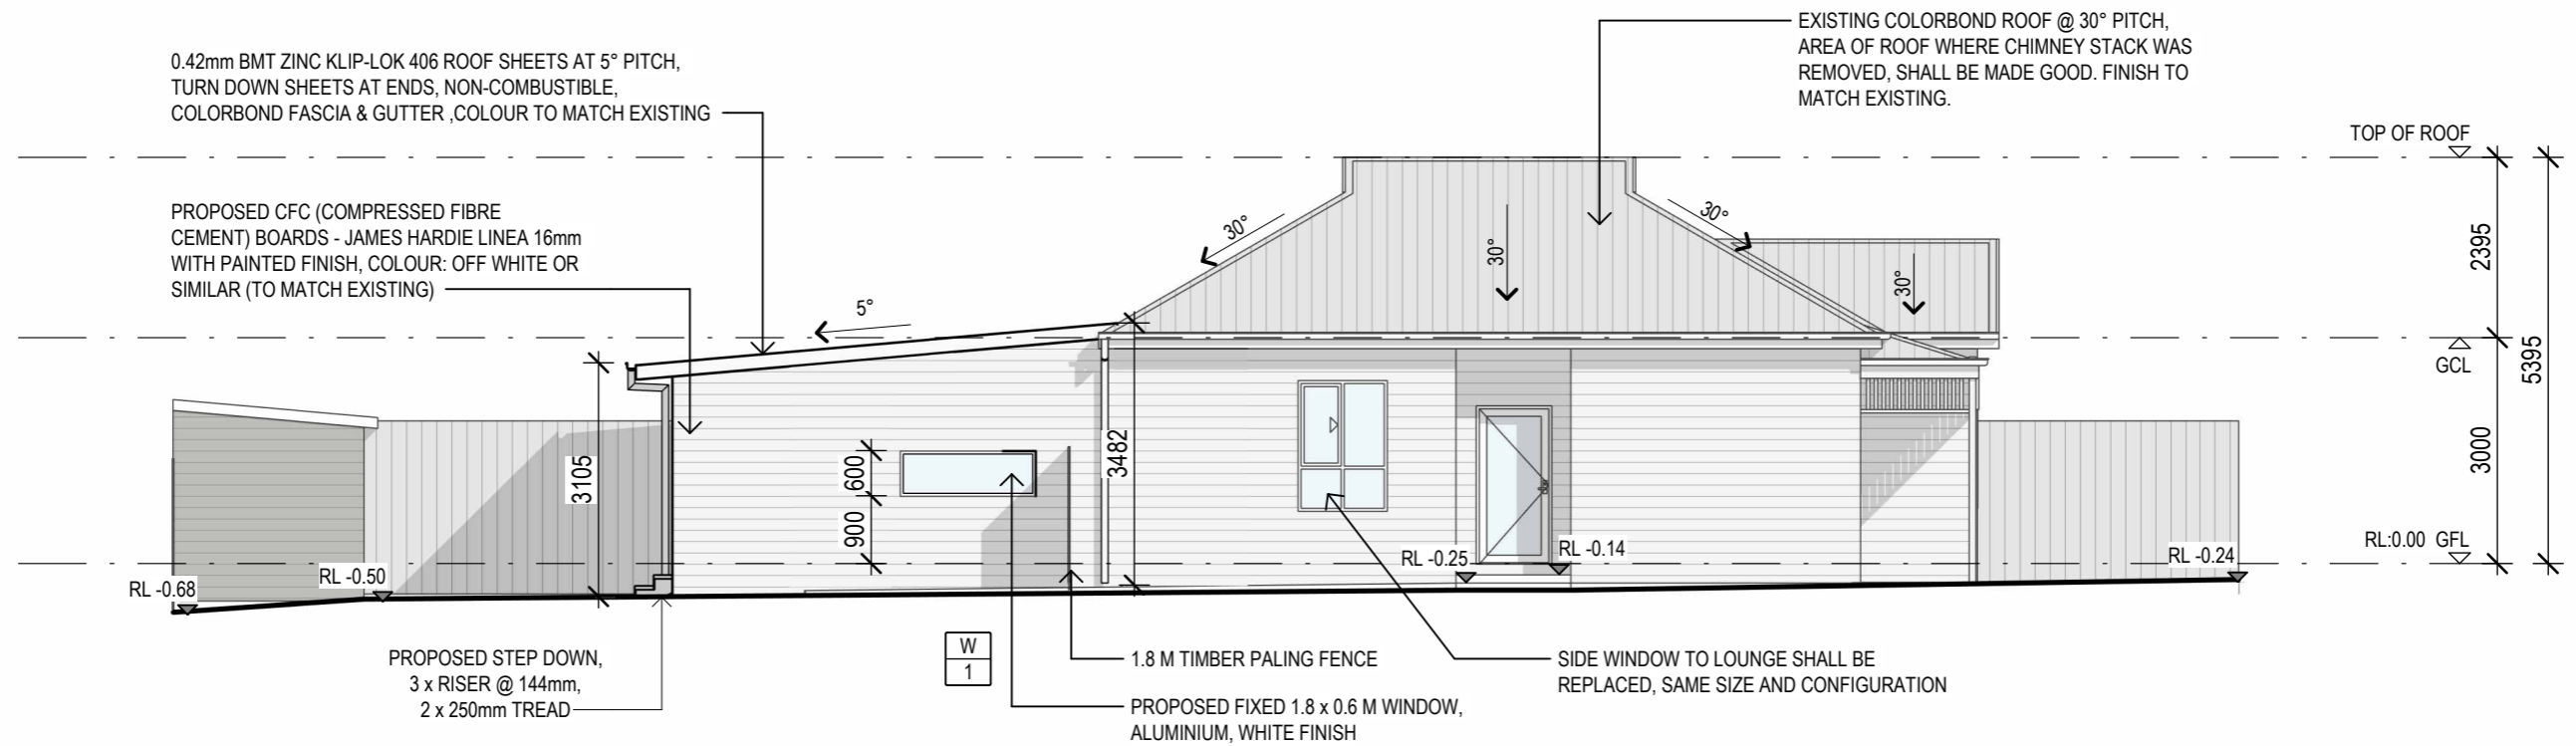 EXISTING COLORBOND ROOF @ 30° PITCH,
AREA OF ROOF WHERE CHIMNEY STACK WAS
REMOVED, SHALL BE MADE GOOD. FINISH TO
MATCH EXISTING.
0.42mm BMT ZINC KLIP-LOK 406 ROOF SHEETS AT 5° PITCH,
TURN DOWN SHEETS AT ENDS, NON-COMBUSTIBLE,
COLORBOND FASCIA & GUTTER ,COLOUR TO MATCH EXISTING
TOP OF ROOF
PROPOSED CFC (COMPRESSED FIBRE
CEMENT) BOARDS - JAMES HARDIE LINEA 16mm
WITH PAINTED FINISH, COLOUR: OFF WHITE OR
SIMILAR (TO MATCH EXISTING)
30°
30°
30°
30°
2395
5°
GCL
5395
3105
600
900
3482
3000
RL:0.00 GFL
RL -0.68
RL -0.50
RL -0.25
RL -0.14
RL -0.24
PROPOSED STEP DOWN,
3 x RISER @ 144mm,
2 x 250mm TREAD
W
1
1.8 M TIMBER PALING FENCE
PROPOSED FIXED 1.8 x 0.6 M WINDOW,
ALUMINIUM, WHITE FINISH
SIDE WINDOW TO LOUNGE SHALL BE
REPLACED, SAME SIZE AND CONFIGURATION